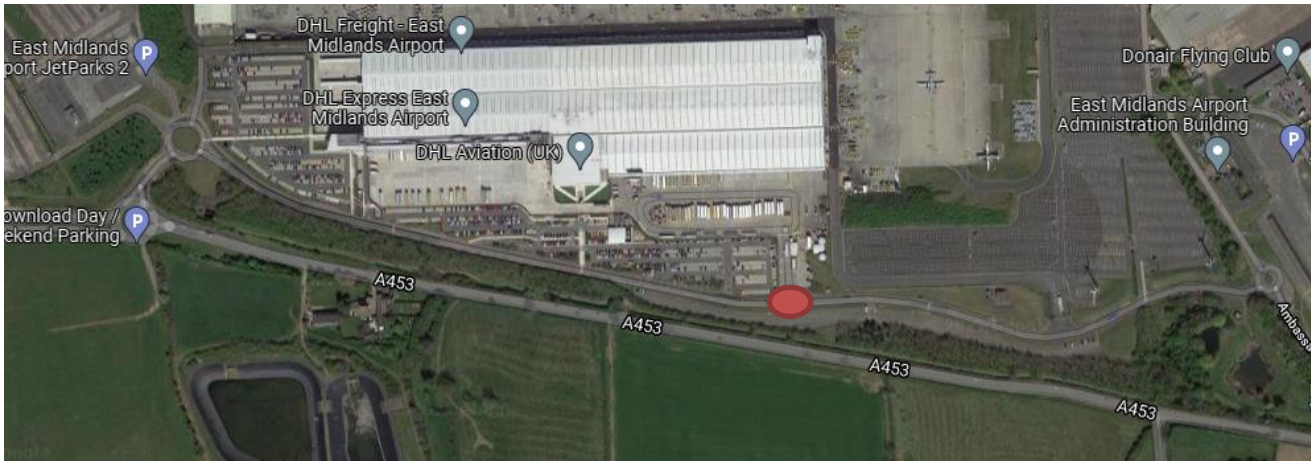 DHL Freight - East
Midlands Airport
East Midlands
port JetParks 2
P
Donair Flying Club
DHL Express East
Midlands Airport
East Midlands Airport
Administration Building
P
DHL Aviation (UK)
ownload Day /
ekend Parking
P
A453
A453
A453
A453
Ambassa